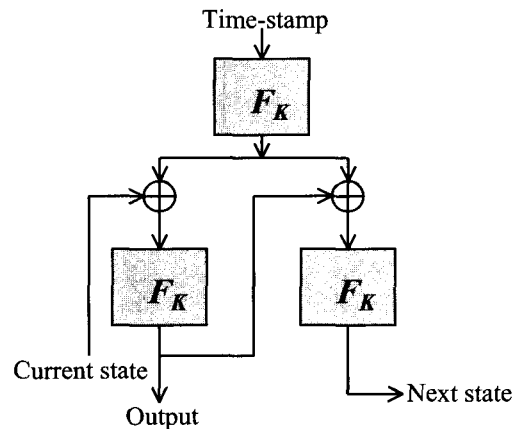 Time-stamp
F_K
F_K
F_K
Current state
Next state
Output